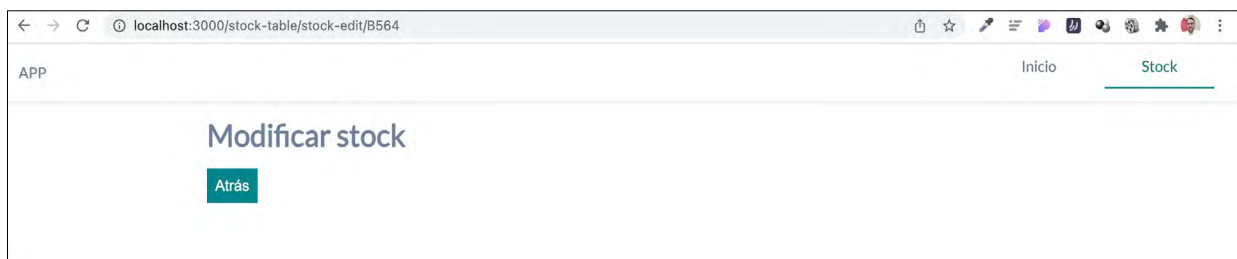 localhost:3000/stock-table/stock-edit/B564
APP
Inicio
Stock
Modificar stock
Atrás